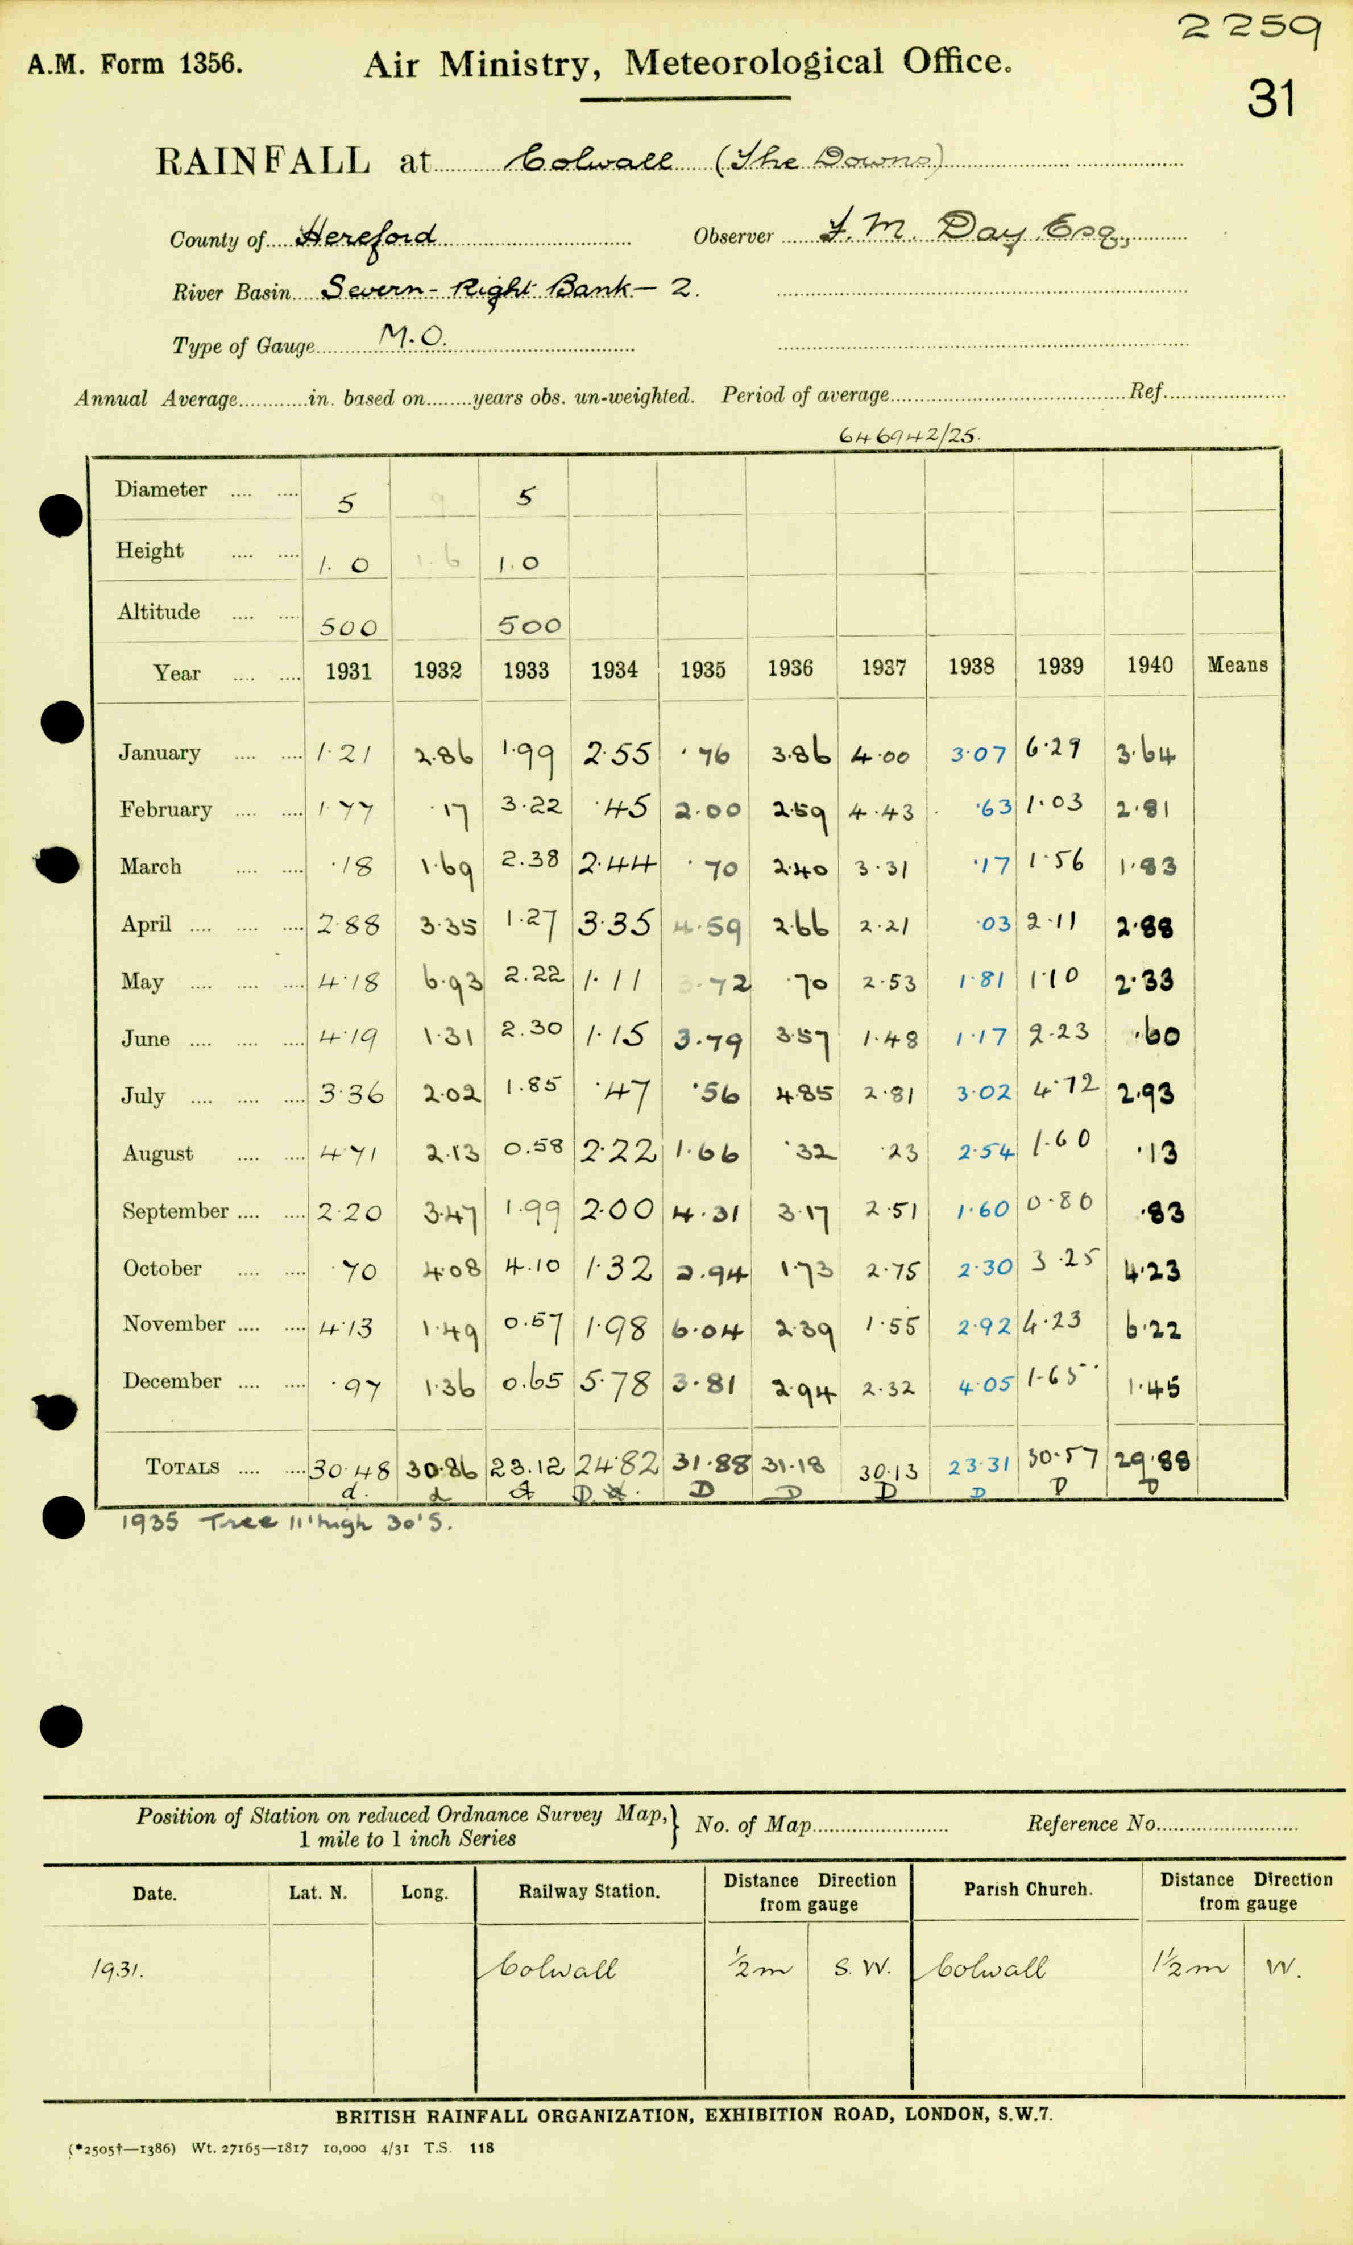 2259
A.M. Form 1356. Air Ministry, Meteorological Office.
31
RAINFALL at Colwall (The Downs)
County of Hereford Observer F. M. Day Esq,
River Basin Severn - Right Bank - 2.
Type of Gauge M.O.
Annual Average in. based on years obs. un-weighted. Period of average Ref.
646942/25.
Diameter 5 9 5
Height 1.0 1.6 1.0
Altitude 500 500
Year 1931 1932 1933 1934 1935 1936 1937 1938 1939 1940 Means
January 1.21 2.86 1.99 2.55 .76 3.86 4.00 3.07 6.29 3.64
February 1.77 .17 3.22 .45 2.00 2.59 4.43 .63 1.03 2.81
March .18 1.69 2.38 2.44 .70 2.40 3.31 .17 1.56 1.83
April 2.88 3.35 1.27 3.35 4.59 2.66 2.21 .03 2.11 2.88
May 4.18 6.93 2.22 1.11 .72 .70 2.53 1.81 1.10 2.33
June 4.19 1.31 2.30 1.15 3.79 3.57 1.48 1.17 2.23 .60
July 3.36 2.02 1.85 .47 .56 4.85 2.81 3.02 4.72 2.93
August 4.71 2.13 0.58 2.22 1.66 .32 .23 2.54 1.60 .13
September 2.20 3.47 1.99 2.00 4.31 3.17 2.51 1.60 0.80 .83
October .70 4.08 4.10 1.32 2.94 1.73 2.75 2.30 3.25 4.23
November 4.13 1.49 0.57 1.98 6.04 2.39 1.55 2.92 4.23 6.22
December .97 1.36 0.65 5.78 3.81 2.94 2.32 4.05 1.65 1.45
TOTALS 30.48 30.86 23.12 24.82 31.88 31.18 30.13 23.31 30.57 29.88
d. d d D. d. D D D D D D
1935 Tree 11' high 30' S.
Position of Station on reduced Ordnance Survey Map, No. of Map Reference No.
1 mile to 1 inch Series
Date. Lat. N. Long. Railway Station. Distance Direction from gauge Parish Church. Distance Direction from gauge
1931. Colwall ½ m S. W. Colwall 1½ m W.
BRITISH RAINFALL ORGANIZATION, EXHIBITION ROAD, LONDON, S.W.7.
(*2505†—1386) Wt. 27165—1817 10,000 4/31 T.S. 118